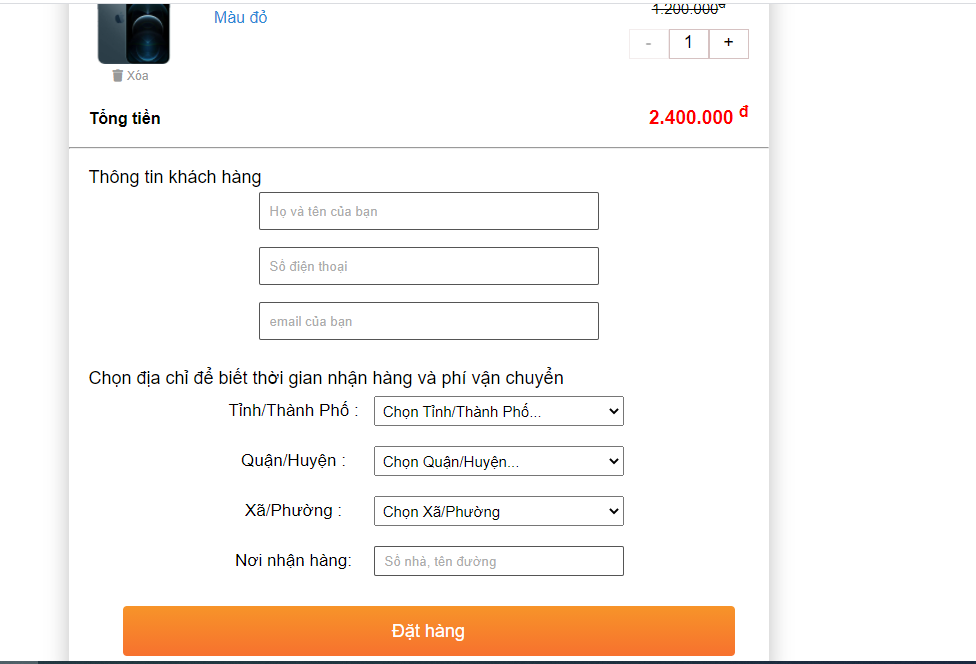 Màu đỏ
1.200.000đ
- 1 +
Xóa
Tổng tiền
2.400.000 đ
Thông tin khách hàng
Họ và tên của bạn
Số điện thoại
email của bạn
Chọn địa chỉ để biết thời gian nhận hàng và phí vận chuyển
Tỉnh/Thành Phố : Chọn Tỉnh/Thành Phố...
Quận/Huyện : Chọn Quận/Huyện...
Xã/Phường : Chọn Xã/Phường
Nơi nhận hàng: Số nhà, tên đường
Đặt hàng